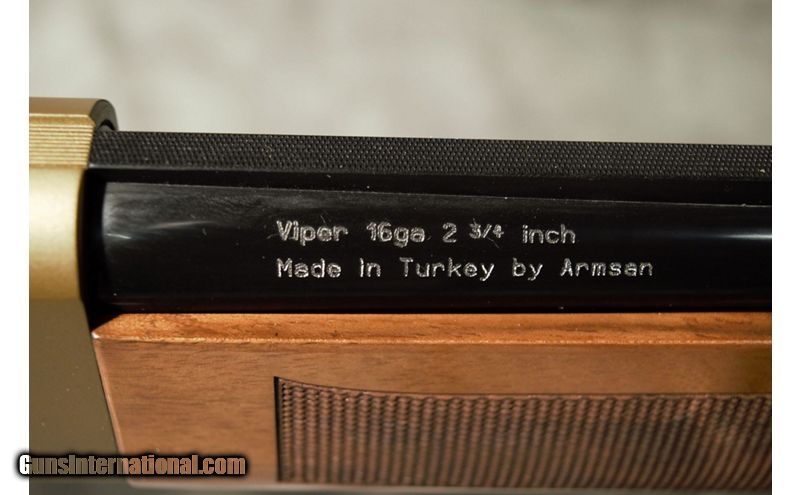 Viper 16ga 2 3/4 inch
Made In Turkey by Armsan
GunsInternational.com